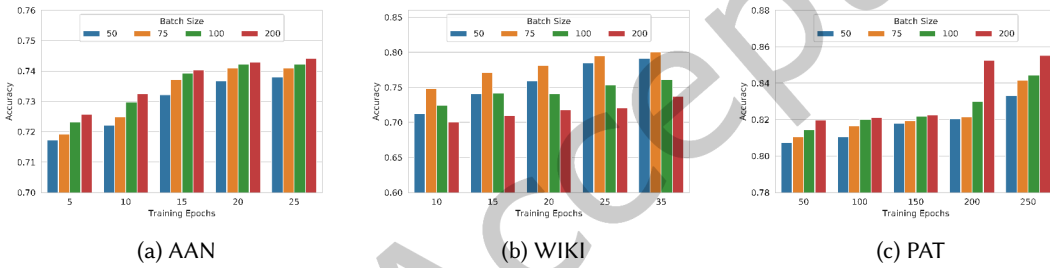 Batch Size
50 75 100 200
0.76
0.75
0.74
0.73
0.72
0.71
0.70
Accuracy
5 10 15 20 25
Training Epochs
(a) AAN
Batch Size
50 75 100 200
0.85
0.80
0.75
0.70
0.65
0.60
Accuracy
10 15 20 25 35
Training Epochs
(b) WIKI
Batch Size
50 75 100 200
0.88
0.86
0.84
0.82
0.80
0.78
Accuracy
50 100 150 200 250
Training Epochs
(c) PAT
Accep